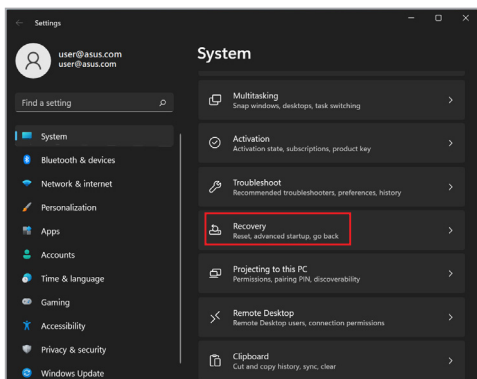 Settings
user@asus.com
user@asus.com
Find a setting
System
Bluetooth & devices
Network & internet
Personalization
Apps
Accounts
Time & language
Gaming
Accessibility
Privacy & security
Windows Update
System
Multitasking
Snap windows, desktops, task switching
Activation
Activation state, subscriptions, product key
Troubleshoot
Recommended troubleshooters, preferences, history
Recovery
Reset, advanced startup, go back
Projecting to this PC
Permissions, pairing PIN, discoverability
Remote Desktop
Remote Desktop users, connection permissions
Clipboard
Cut and copy history, sync, clear